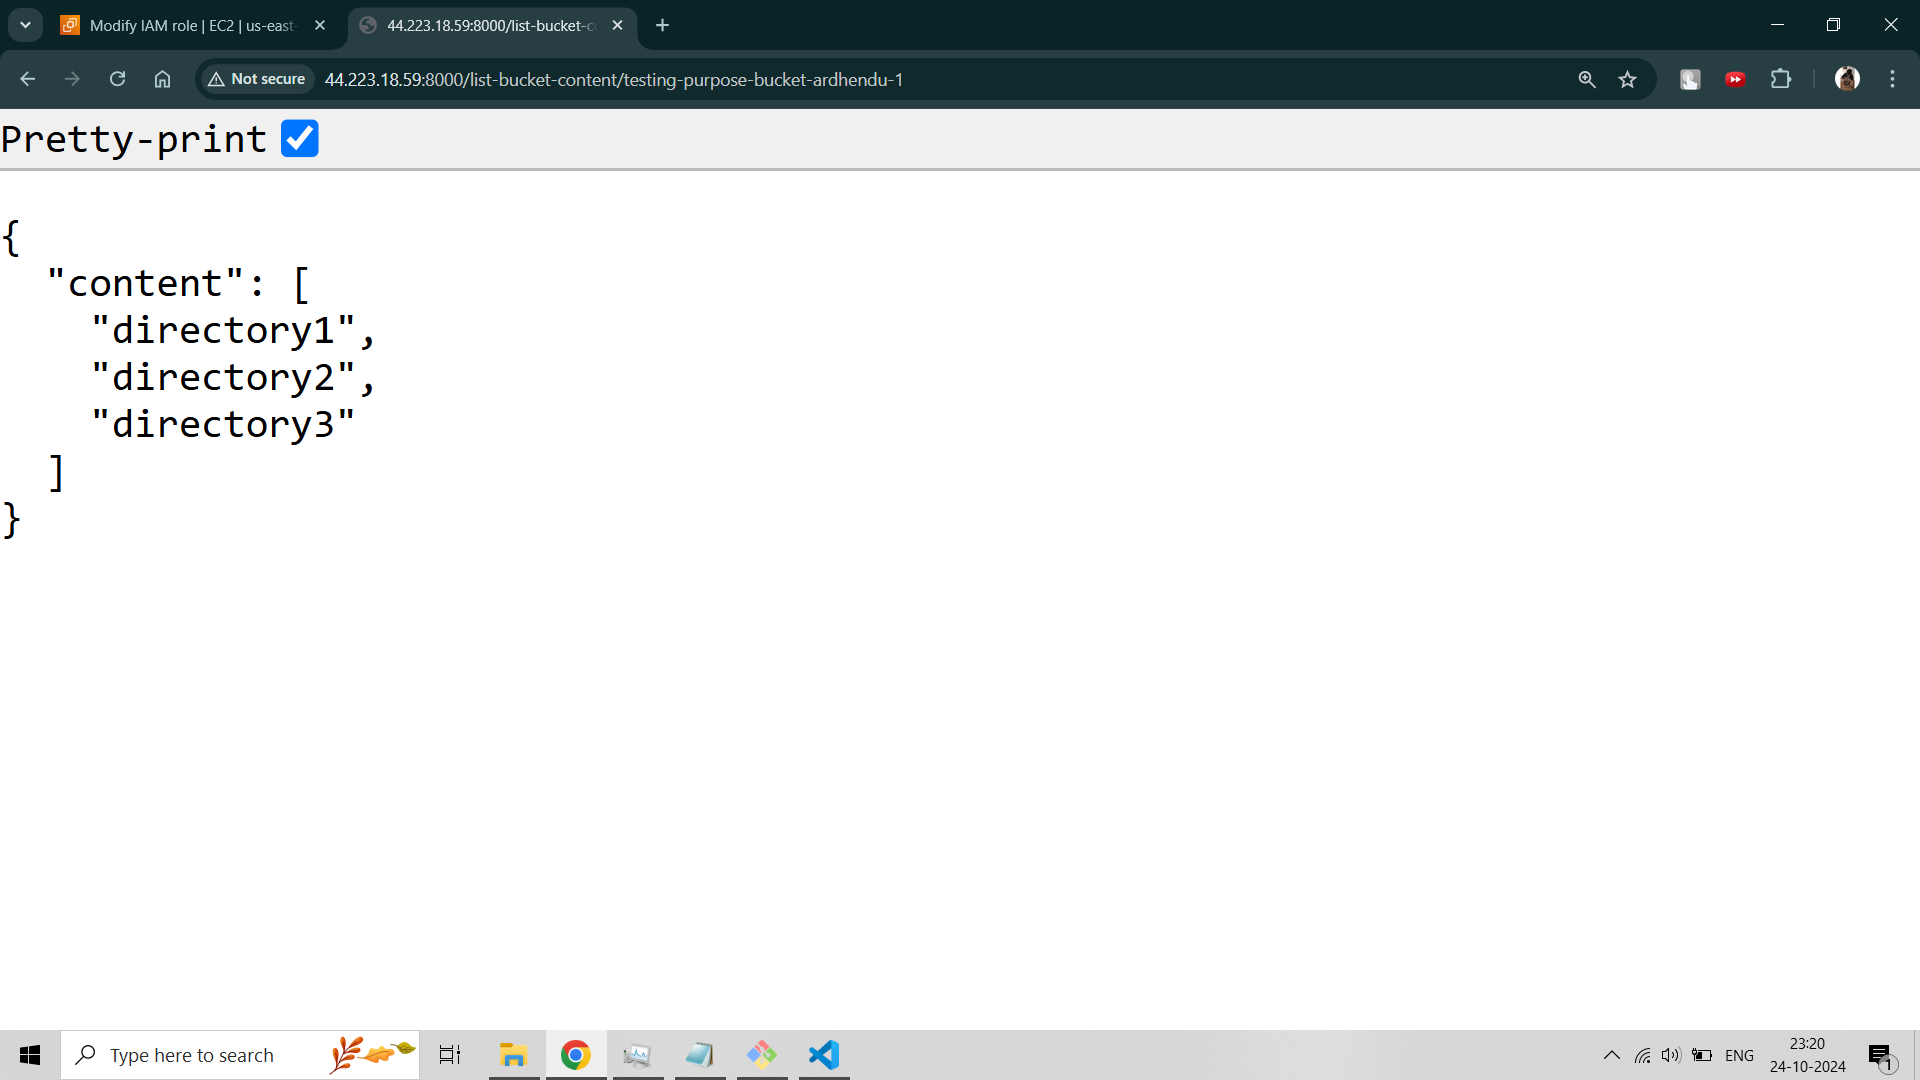 Modify IAM role | EC2 | us-east-
44.223.18.59:8000/list-bucket-c
Not secure
44.223.18.59:8000/list-bucket-content/testing-purpose-bucket-ardhendu-1
Pretty-print
{
"content": [
"directory1",
"directory2",
"directory3"
]
}
Type here to search
ENG
23:20
24-10-2024
1